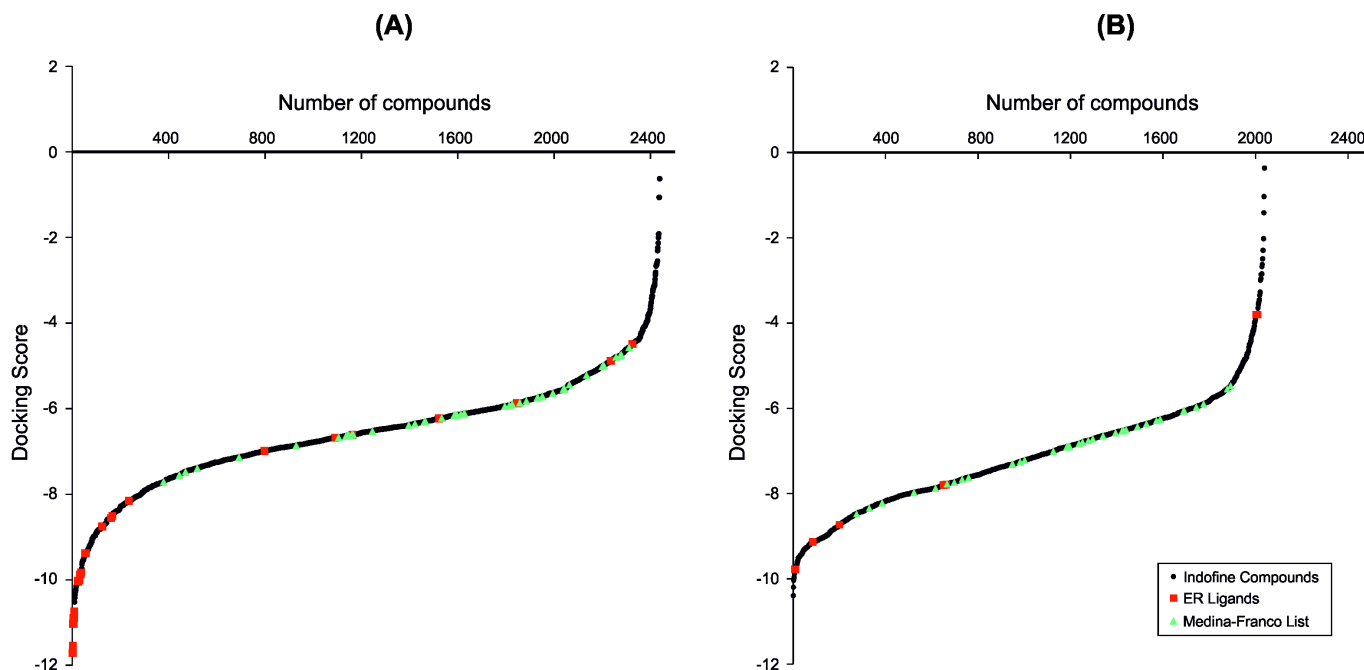 (A)
2
Number of compounds
400 800 1200 1600 2000 2400
0
-2
-4
-6
-8
-10
-12
Docking Score
(B)
2
Number of compounds
400 800 1200 1600 2000 2400
0
-2
-4
-6
-8
-10
-12
Docking Score
Indofine Compounds
ER Ligands
Medina-Franco List